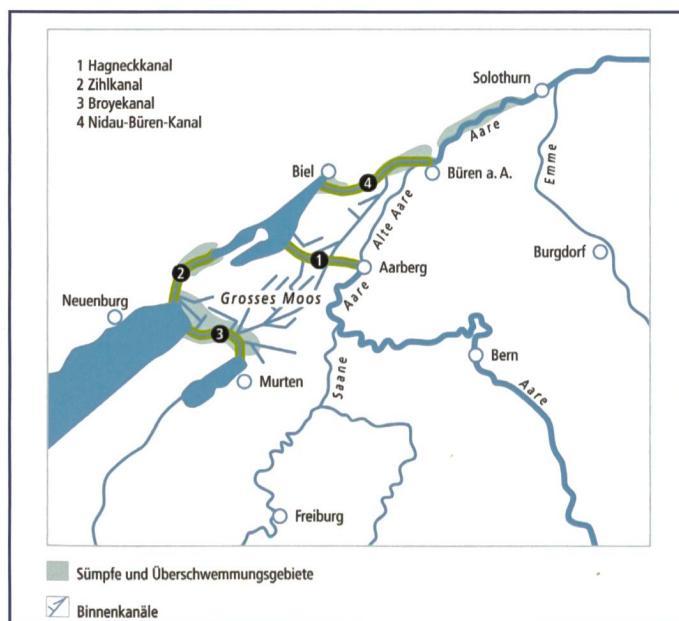 1 Hagneckkanal
2 Zihlkanal
3 Broyekanal
4 Nidau-Büren-Kanal
Solothurn
Aare
Biel
4
Büren a. A.
Emme
Alte Aare
Burgdorf
1
Aarberg
2
Grosses Moos
Aare
Neuenburg
3
Bern
Murten
Saane
Aare
Freiburg
Sümpfe und Überschwemmungsgebiete
Binnenkanäle